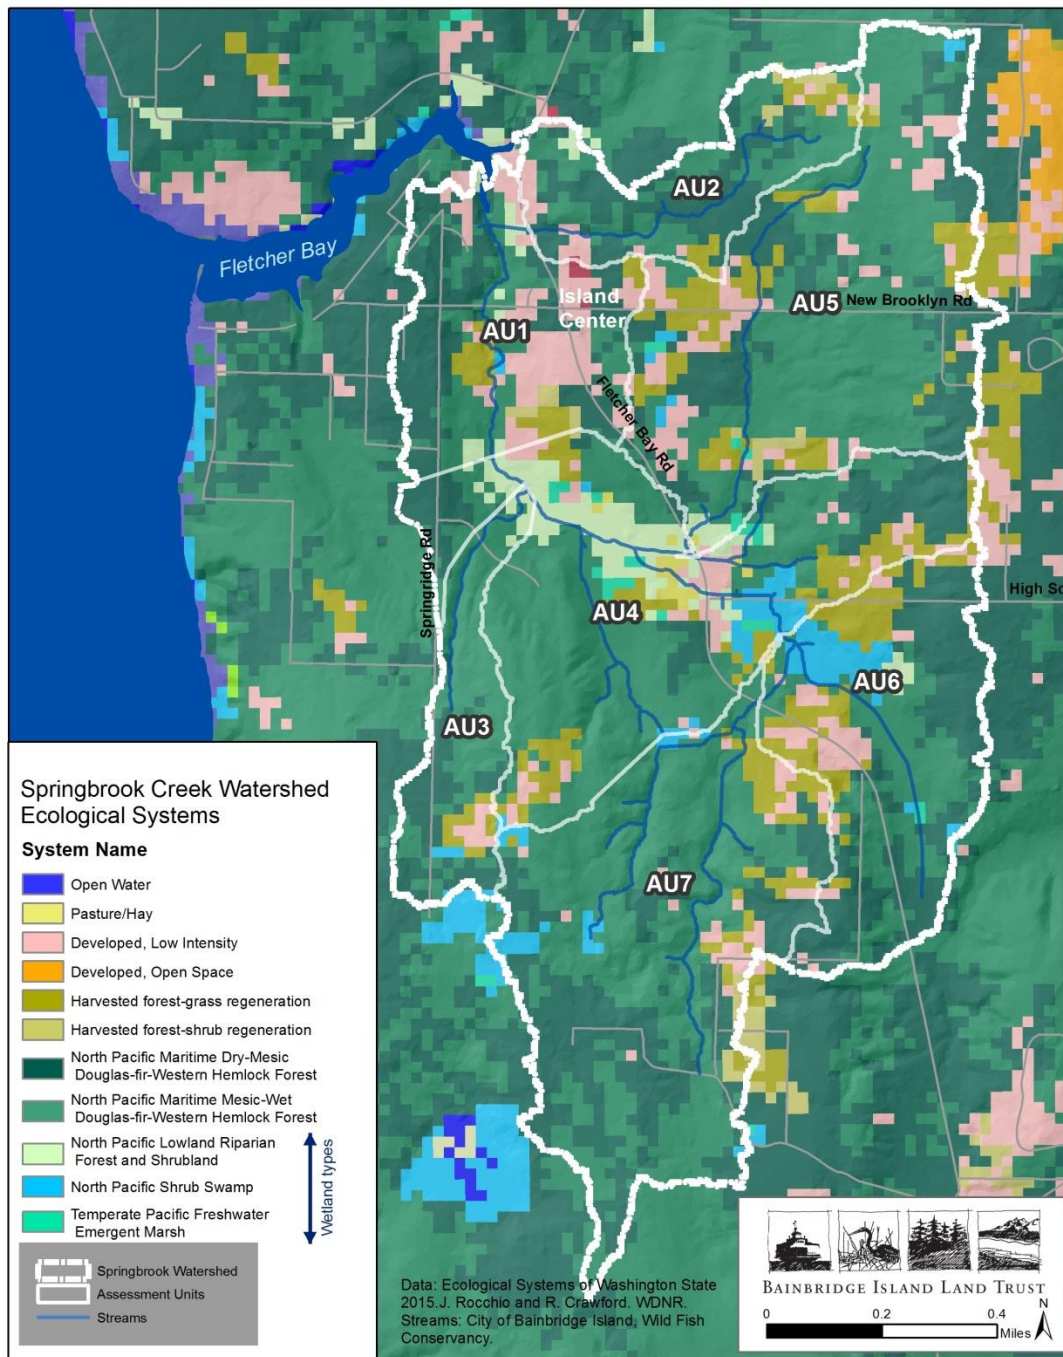 AU2
Fletcher Bay
Island
Center
AU5
New Brooklyn Rd
AU1
Fletcher Bay Rd
Springridge Rd
High Sc
AU4
AU6
AU3
AU7
Springbrook Creek Watershed
Ecological Systems
System Name
Open Water
Pasture/Hay
Developed, Low Intensity
Developed, Open Space
Harvested forest-grass regeneration
Harvested forest-shrub regeneration
North Pacific Maritime Dry-Mesic
Douglas-fir-Western Hemlock Forest
North Pacific Maritime Mesic-Wet
Douglas-fir-Western Hemlock Forest
North Pacific Lowland Riparian
Forest and Shrubland
North Pacific Shrub Swamp
Temperate Pacific Freshwater
Emergent Marsh
Wetland types
Springbrook Watershed
Assessment Units
Streams
Data: Ecological Systems of Washington State
2015.J. Rocchio and R. Crawford. WDNR.
Streams: City of Bainbridge Island, Wild Fish
Conservancy.
BAINBRIDGE ISLAND LAND TRUST
0 0.2 0.4
Miles
N